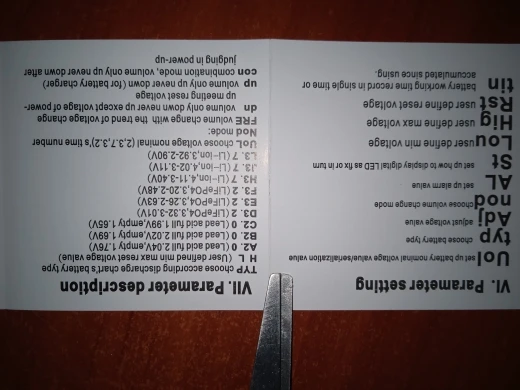 VI. Parameter setting
Uol set up battery nominal voltage value/serialization value
typ choose battery type
Adj voltage adjust value
nod choose volume change mode
AL set up alarm value
St set up how to display digital LED as fix or in turn
Lou user define min voltage
Hig user define max voltage
Rst user define reset voltage
tin battery working time record in single time or
accumulated since using.
VII. Parameter description
TYP choose according discharge chart's battery type
H L (User define min max reset voltage value)
A2. 0 (Lead acid full 2.04V,empty 1.76V)
B2. 0 (Lead acid full 2.02V,empty 1.69V)
C2. 0 (Lead acid full 1.99V,empty 1.65V)
D3. 2 (LiFePO4,3.32-3.01V)
E3. 2 (LiFePO4,3.26-2.63V)
F3. 2 (LiFePO4,3.20-2.48V)
H3. 7 (Li-ion,4.11-3.40V)
J3. 7 (Li-ion,4.02-3.11V)
L3. 7 (Li-ion,3.92-2.90V)
UoL choose voltage nominal (2,3.7,3.2)'s time number
Nod mode:
FRE volume change with the trend of voltage change
dn volume only down never up except voltage of power-
up meeting reset voltage
up volume only up never down (for battery charger)
con combination mode, volume only up never down after
judging in power-up